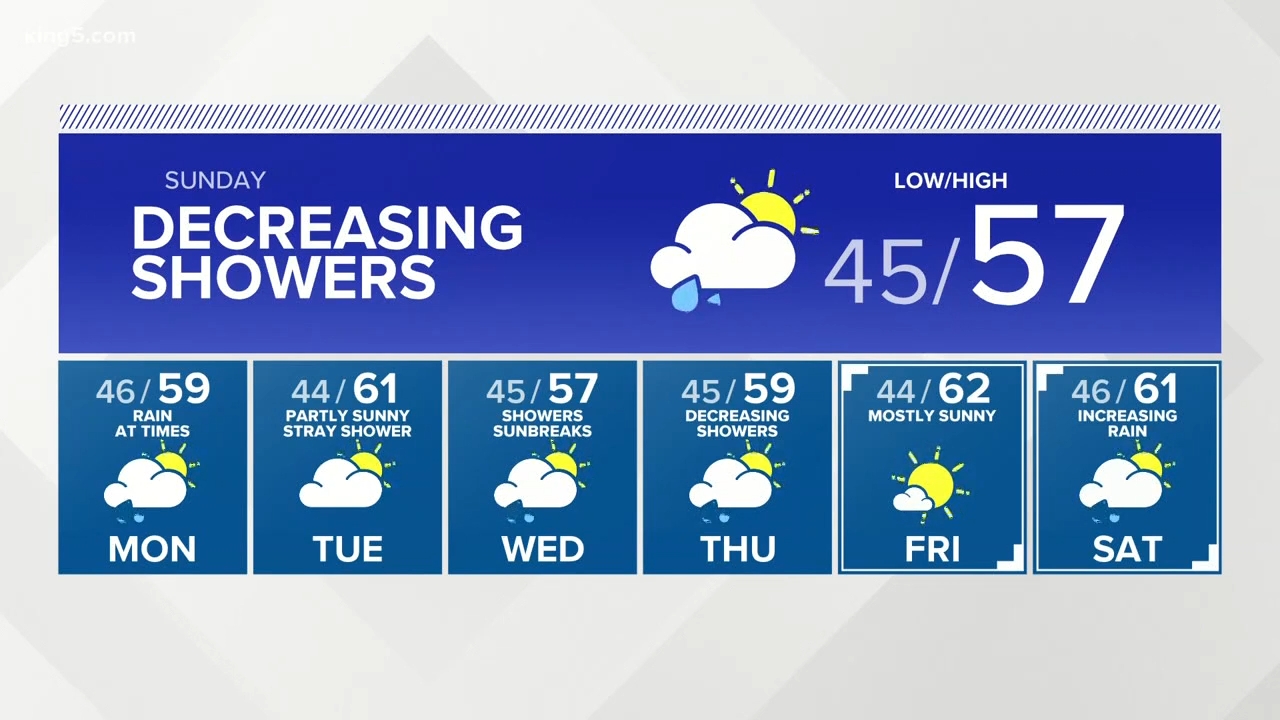 king5.com
SUNDAY
DECREASING
SHOWERS
LOW/HIGH
45/57
46/59
RAIN
AT TIMES
MON
44/61
PARTLY SUNNY
STRAY SHOWER
TUE
45/57
SHOWERS
SUNBREAKS
WED
45/59
DECREASING
SHOWERS
THU
44/62
MOSTLY SUNNY
FRI
46/61
INCREASING
RAIN
SAT